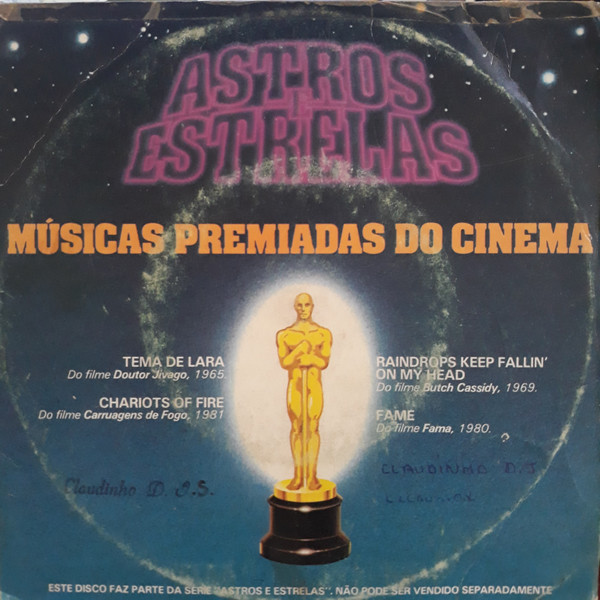 ASTROS
E
ESTRELAS
MÚSICAS PREMIADAS DO CINEMA
TEMA DE LARA
Do filme Doutor Jivago, 1965.
CHARIOTS OF FIRE
Do filme Carruagens de Fogo, 1981
RAINDROPS KEEP FALLIN'
ON MY HEAD
Do filme Butch Cassidy, 1969.
FAME
Do filme Fama, 1980.
Claudinho D. J.S.
CLAUDINHO D.J
ESTE DISCO FAZ PARTE DA SÉRIE "ASTROS E ESTRELAS". NÃO PODE SER VENDIDO SEPARADAMENTE